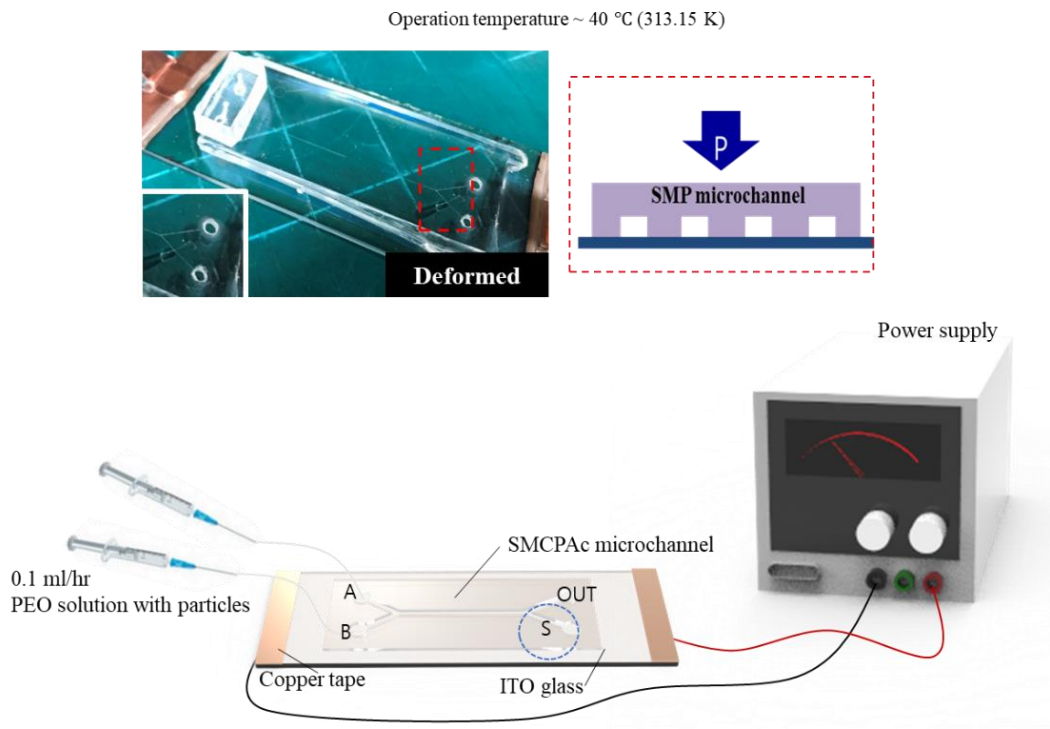 Operation temperature ~ 40 ℃ (313.15 K)
P
SMP microchannel
Deformed
Power supply
SMCPAc microchannel
0.1 ml/hr
PEO solution with particles
A
OUT
B
S
Copper tape
ITO glass